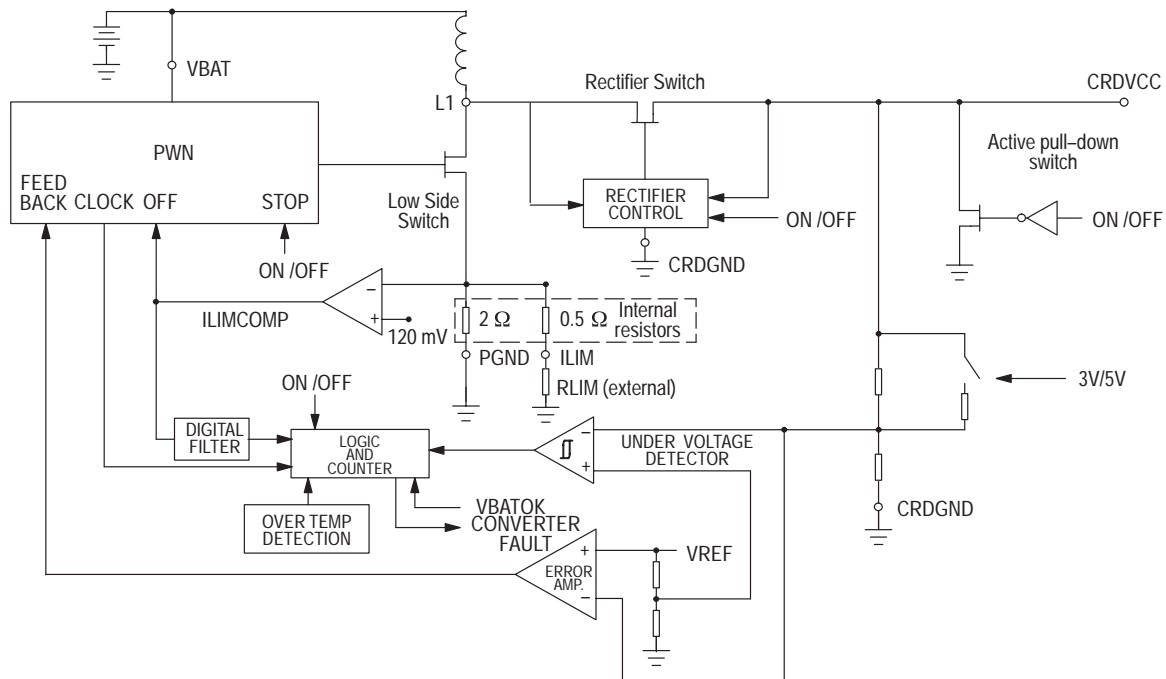 VBAT
L1
Rectifier Switch
CRDVCC
PWN
FEED
BACK
CLOCK
OFF
STOP
Low Side
Switch
RECTIFIER
CONTROL
ON /OFF
Active pull–down
switch
ON /OFF
ON /OFF
CRDGND
ILIMCOMP
–
+
120 mV
2 Ω
0.5 Ω
Internal
resistors
PGND
ILIM
RLIM (external)
3V/5V
ON /OFF
DIGITAL
FILTER
LOGIC
AND
COUNTER
–
+
UNDER VOLTAGE
DETECTOR
OVER TEMP
DETECTION
VBATOK
CONVERTER
FAULT
CRDGND
+
–
ERROR
AMP.
VREF